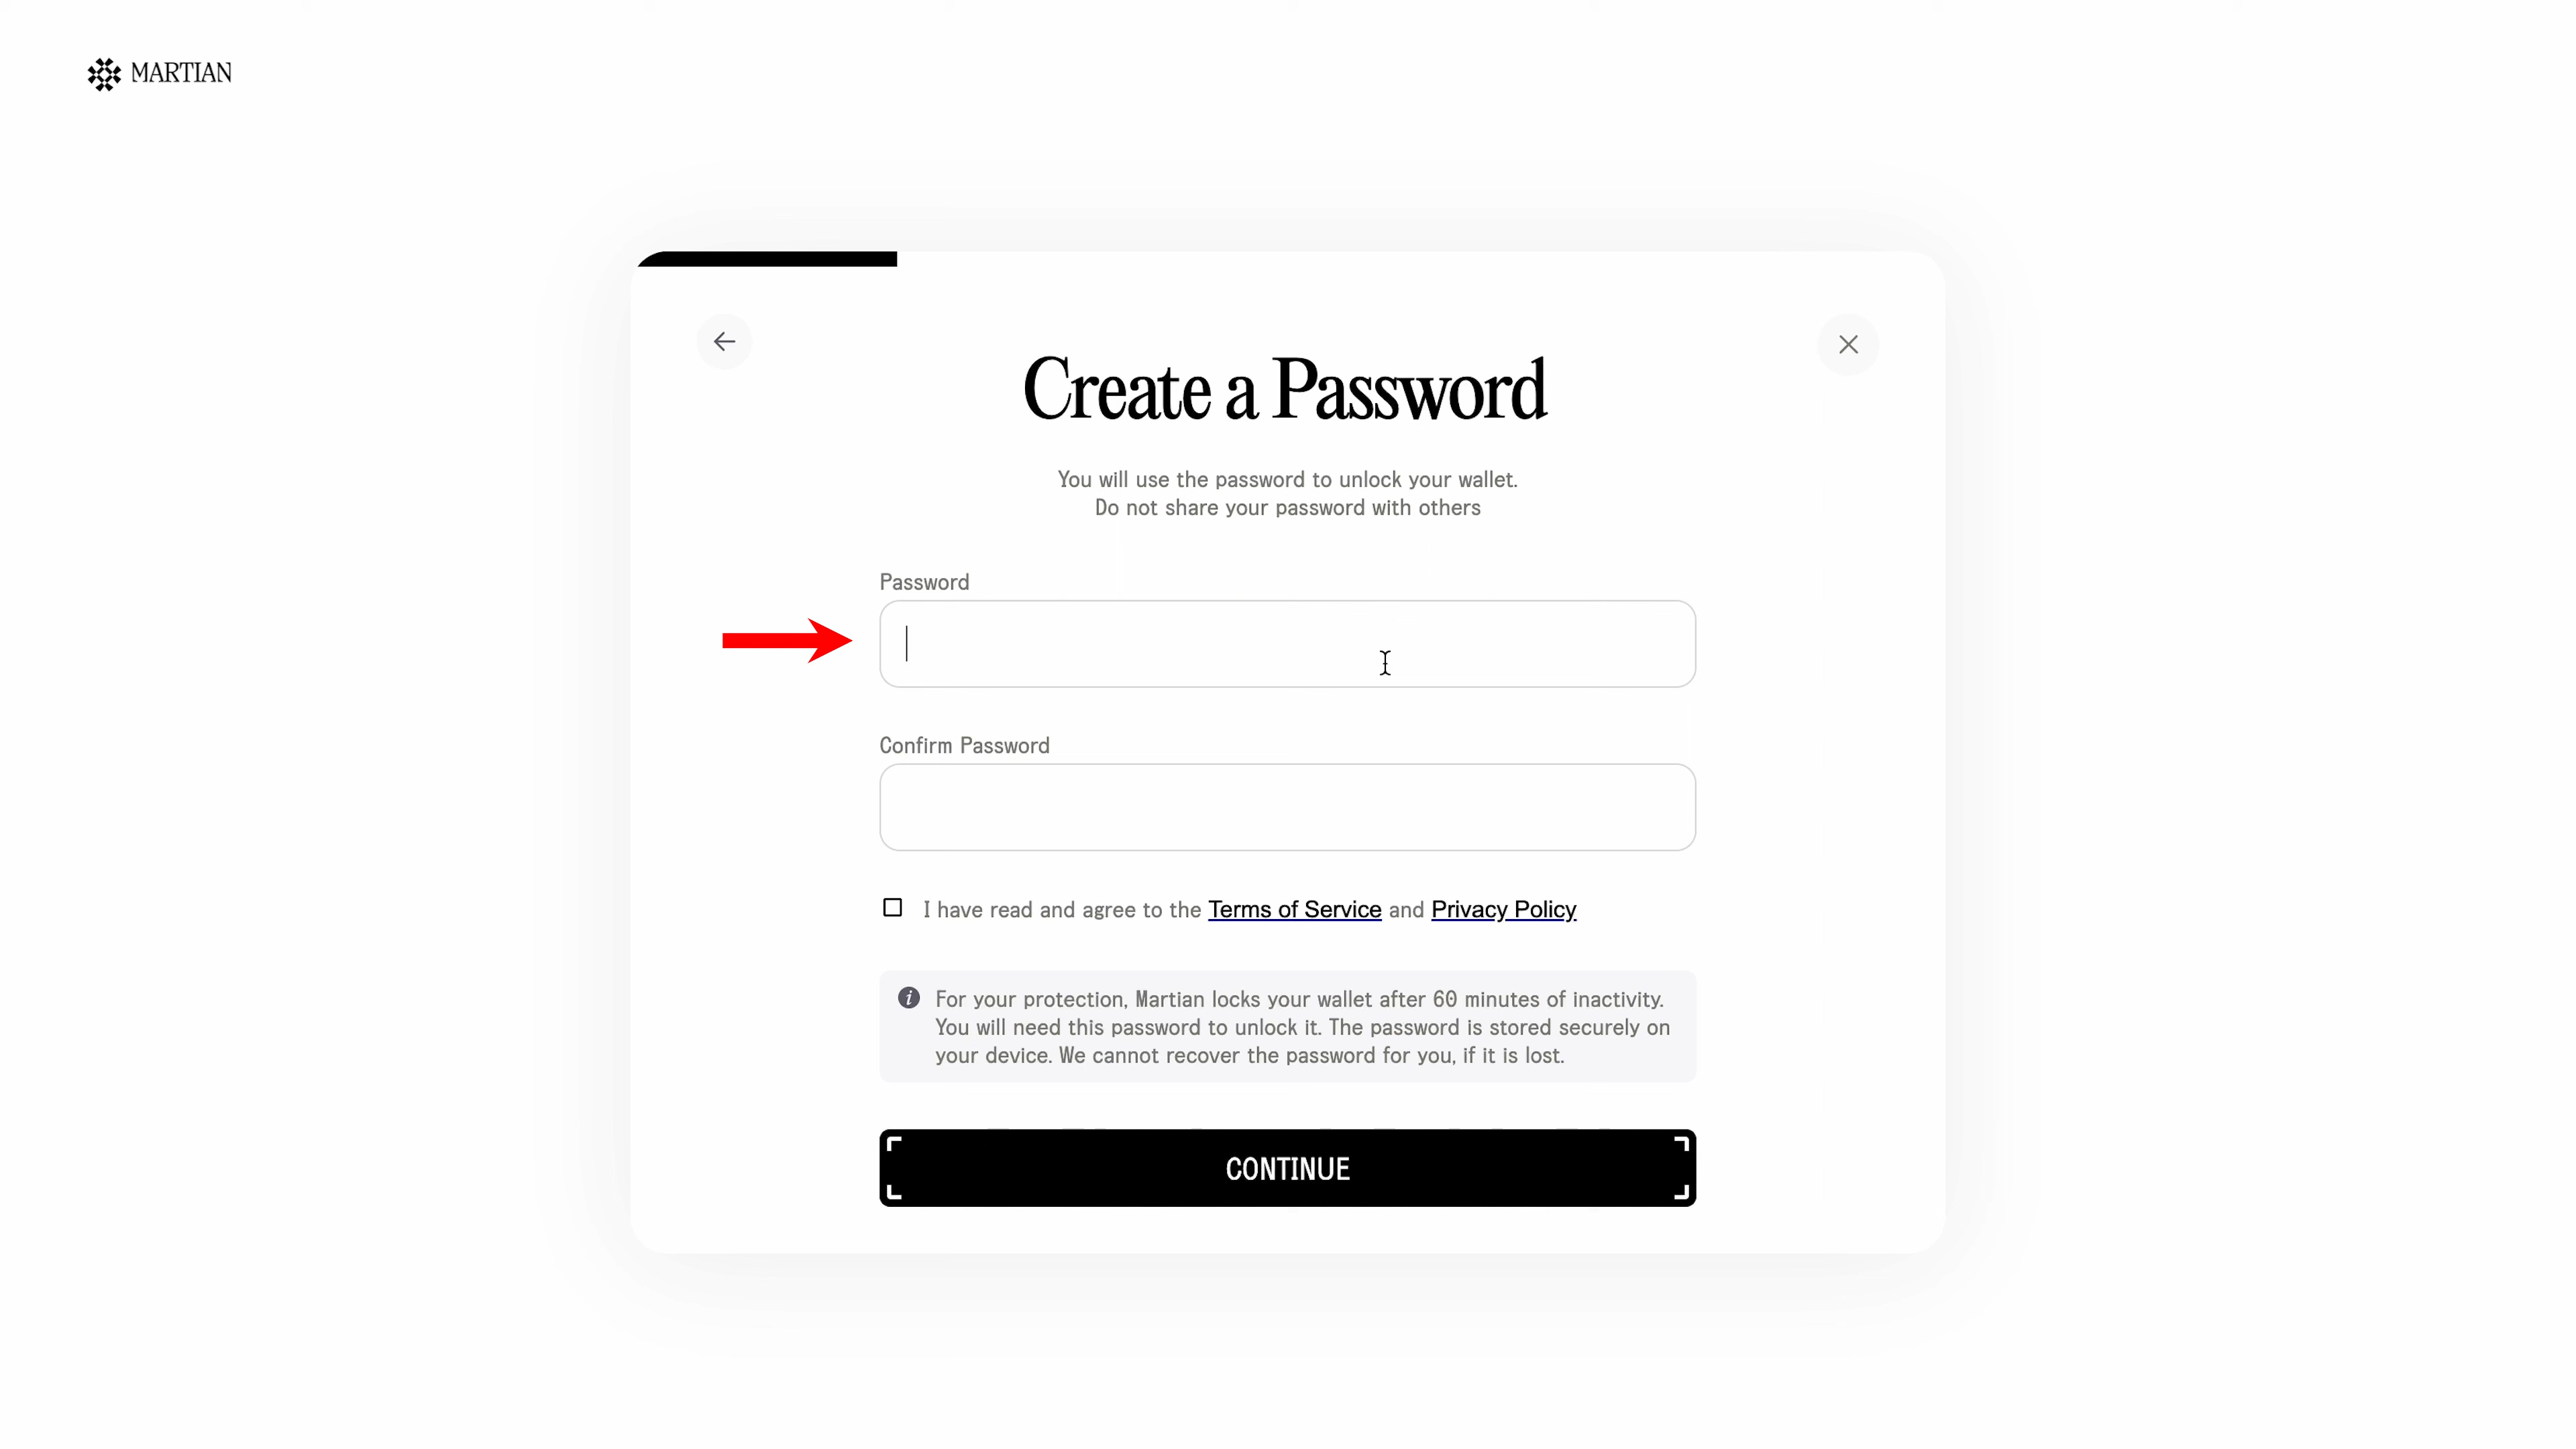 MARTIAN
Create a Password
You will use the password to unlock your wallet.
Do not share your password with others
Password
Confirm Password
I have read and agree to the Terms of Service and Privacy Policy
For your protection, Martian locks your wallet after 60 minutes of inactivity.
You will need this password to unlock it. The password is stored securely on
your device. We cannot recover the password for you, if it is lost.
CONTINUE